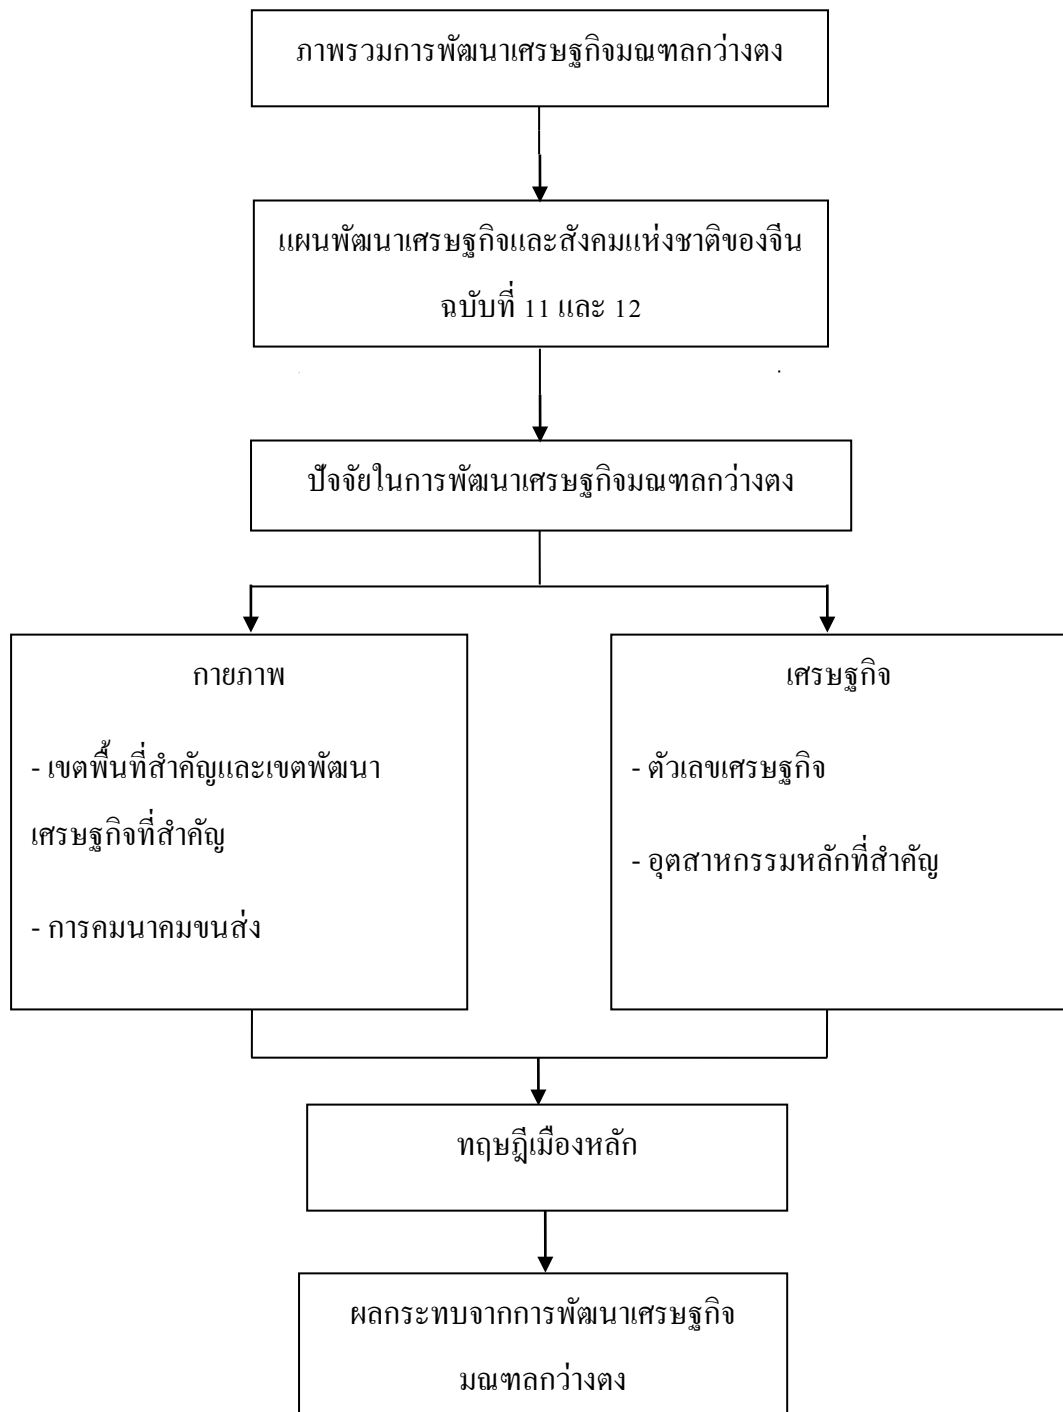 ภาพรวมการพัฒนาเศรษฐกิจมณฑลกว่างตง
แผนพัฒนาเศรษฐกิจและสังคมแห่งชาติของจีน
ฉบับที่ 11 และ 12
ปัจจัยในการพัฒนาเศรษฐกิจมณฑลกว่างตง
กายภาพ
- เขตพื้นที่สำคัญและเขตพัฒนา
เศรษฐกิจที่สำคัญ
- การคมนาคมขนส่ง
เศรษฐกิจ
- ตัวเลขเศรษฐกิจ
- อุตสาหกรรมหลักที่สำคัญ
ทฤษฎีเมืองหลัก
ผลกระทบจากการพัฒนาเศรษฐกิจ
มณฑลกว่างตง